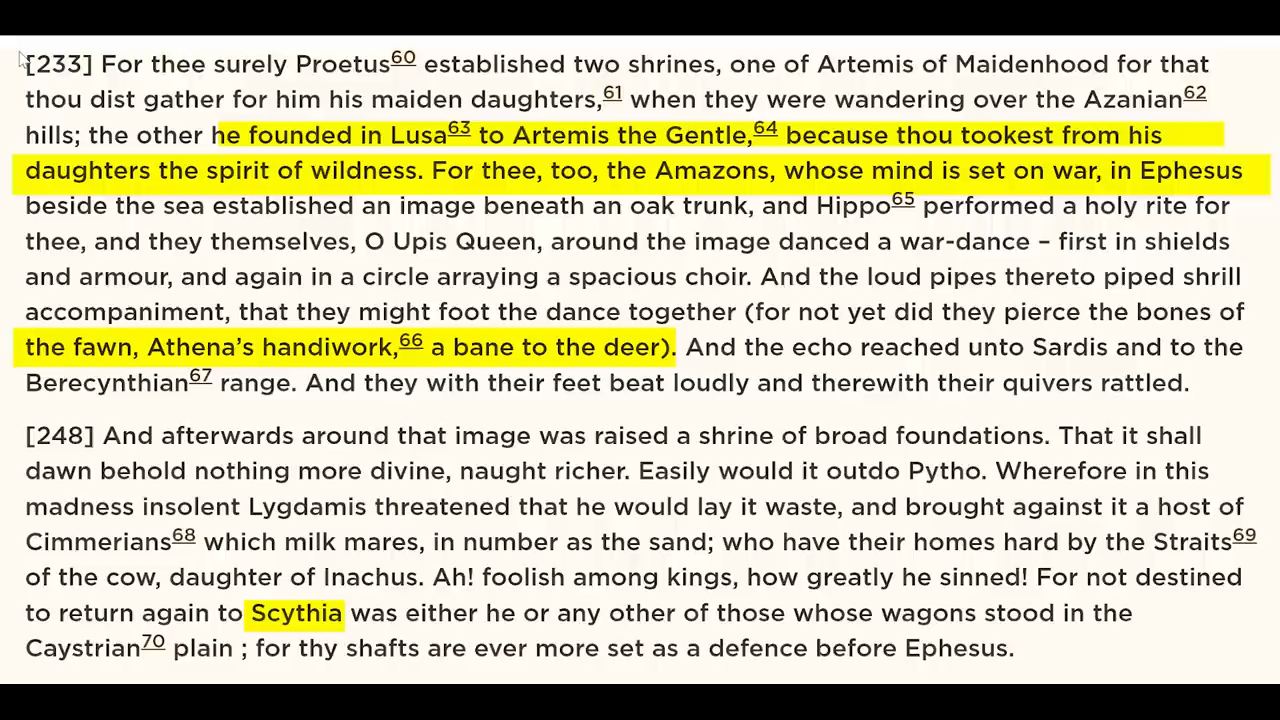 [233] For thee surely Proetus60 established two shrines, one of Artemis of Maidenhood for that
thou dist gather for him his maiden daughters,61 when they were wandering over the Azanian62
hills; the other he founded in Lusa63 to Artemis the Gentle,64 because thou tookest from his
daughters the spirit of wildness. For thee, too, the Amazons, whose mind is set on war, in Ephesus
beside the sea established an image beneath an oak trunk, and Hippo65 performed a holy rite for
thee, and they themselves, O Upis Queen, around the image danced a war-dance – first in shields
and armour, and again in a circle arraying a spacious choir. And the loud pipes thereto piped shrill
accompaniment, that they might foot the dance together (for not yet did they pierce the bones of
the fawn, Athena’s handiwork,66 a bane to the deer). And the echo reached unto Sardis and to the
Berecynthian67 range. And they with their feet beat loudly and therewith their quivers rattled.
[248] And afterwards around that image was raised a shrine of broad foundations. That it shall
dawn behold nothing more divine, naught richer. Easily would it outdo Pytho. Wherefore in this
madness insolent Lygdamis threatened that he would lay it waste, and brought against it a host of
Cimmerians68 which milk mares, in number as the sand; who have their homes hard by the Straits69
of the cow, daughter of Inachus. Ah! foolish among kings, how greatly he sinned! For not destined
to return again to Scythia was either he or any other of those whose wagons stood in the
Caystrian70 plain ; for thy shafts are ever more set as a defence before Ephesus.